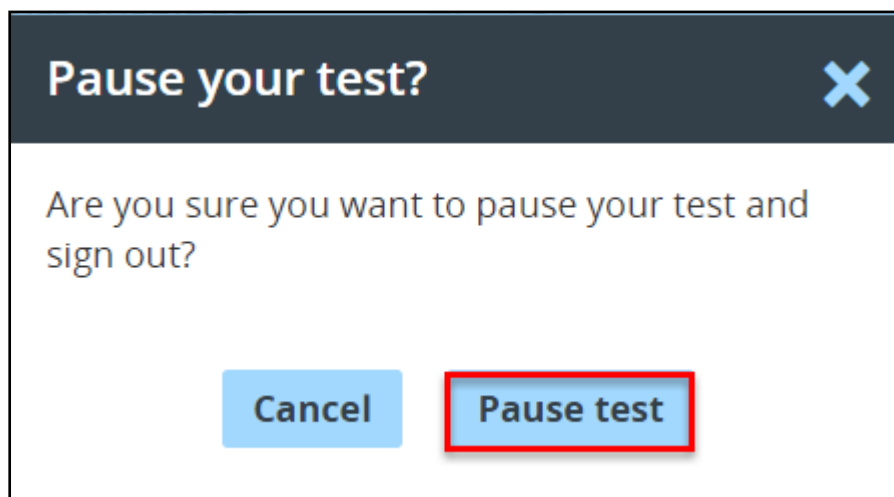 Pause your test?
Are you sure you want to pause your test and
sign out?
Cancel Pause test